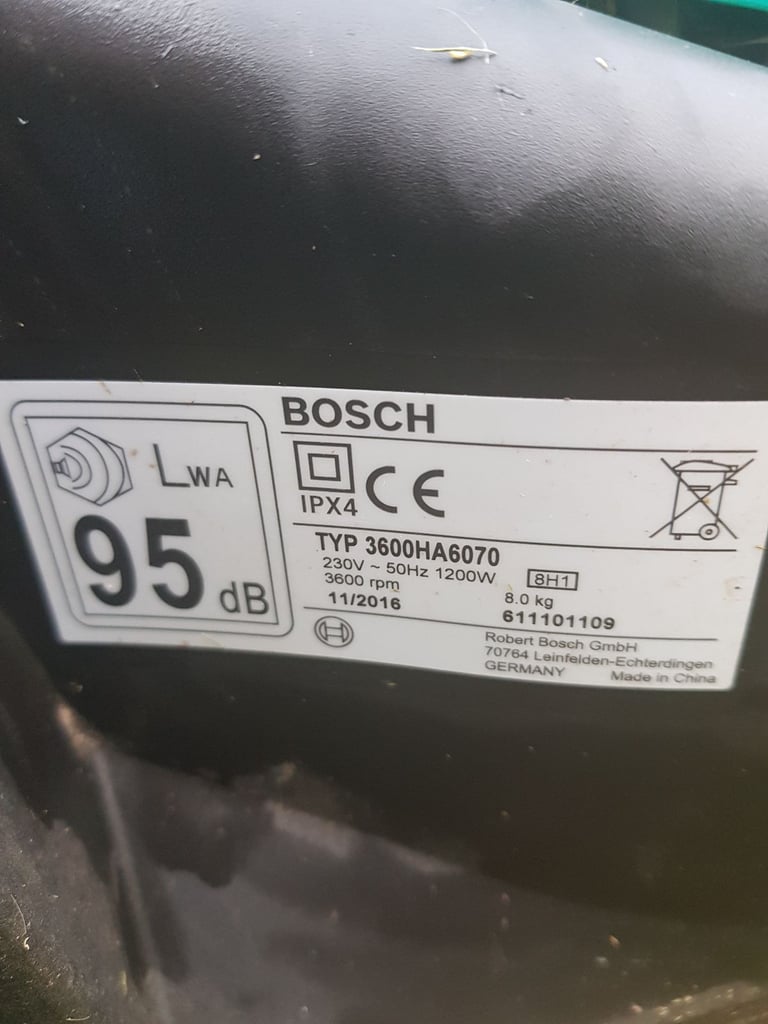 LWA
95 dB
BOSCH
IPX4 CE
TYP 3600HA6070
230V ~ 50Hz 1200W 8H1
3600 rpm 8.0 kg
11/2016 611101109
Robert Bosch GmbH
70764 Leinfelden-Echterdingen
GERMANY Made in China